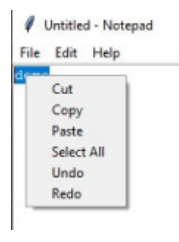 Untitled - Notepad
File Edit Help
demo
Cut
Copy
Paste
Select All
Undo
Redo